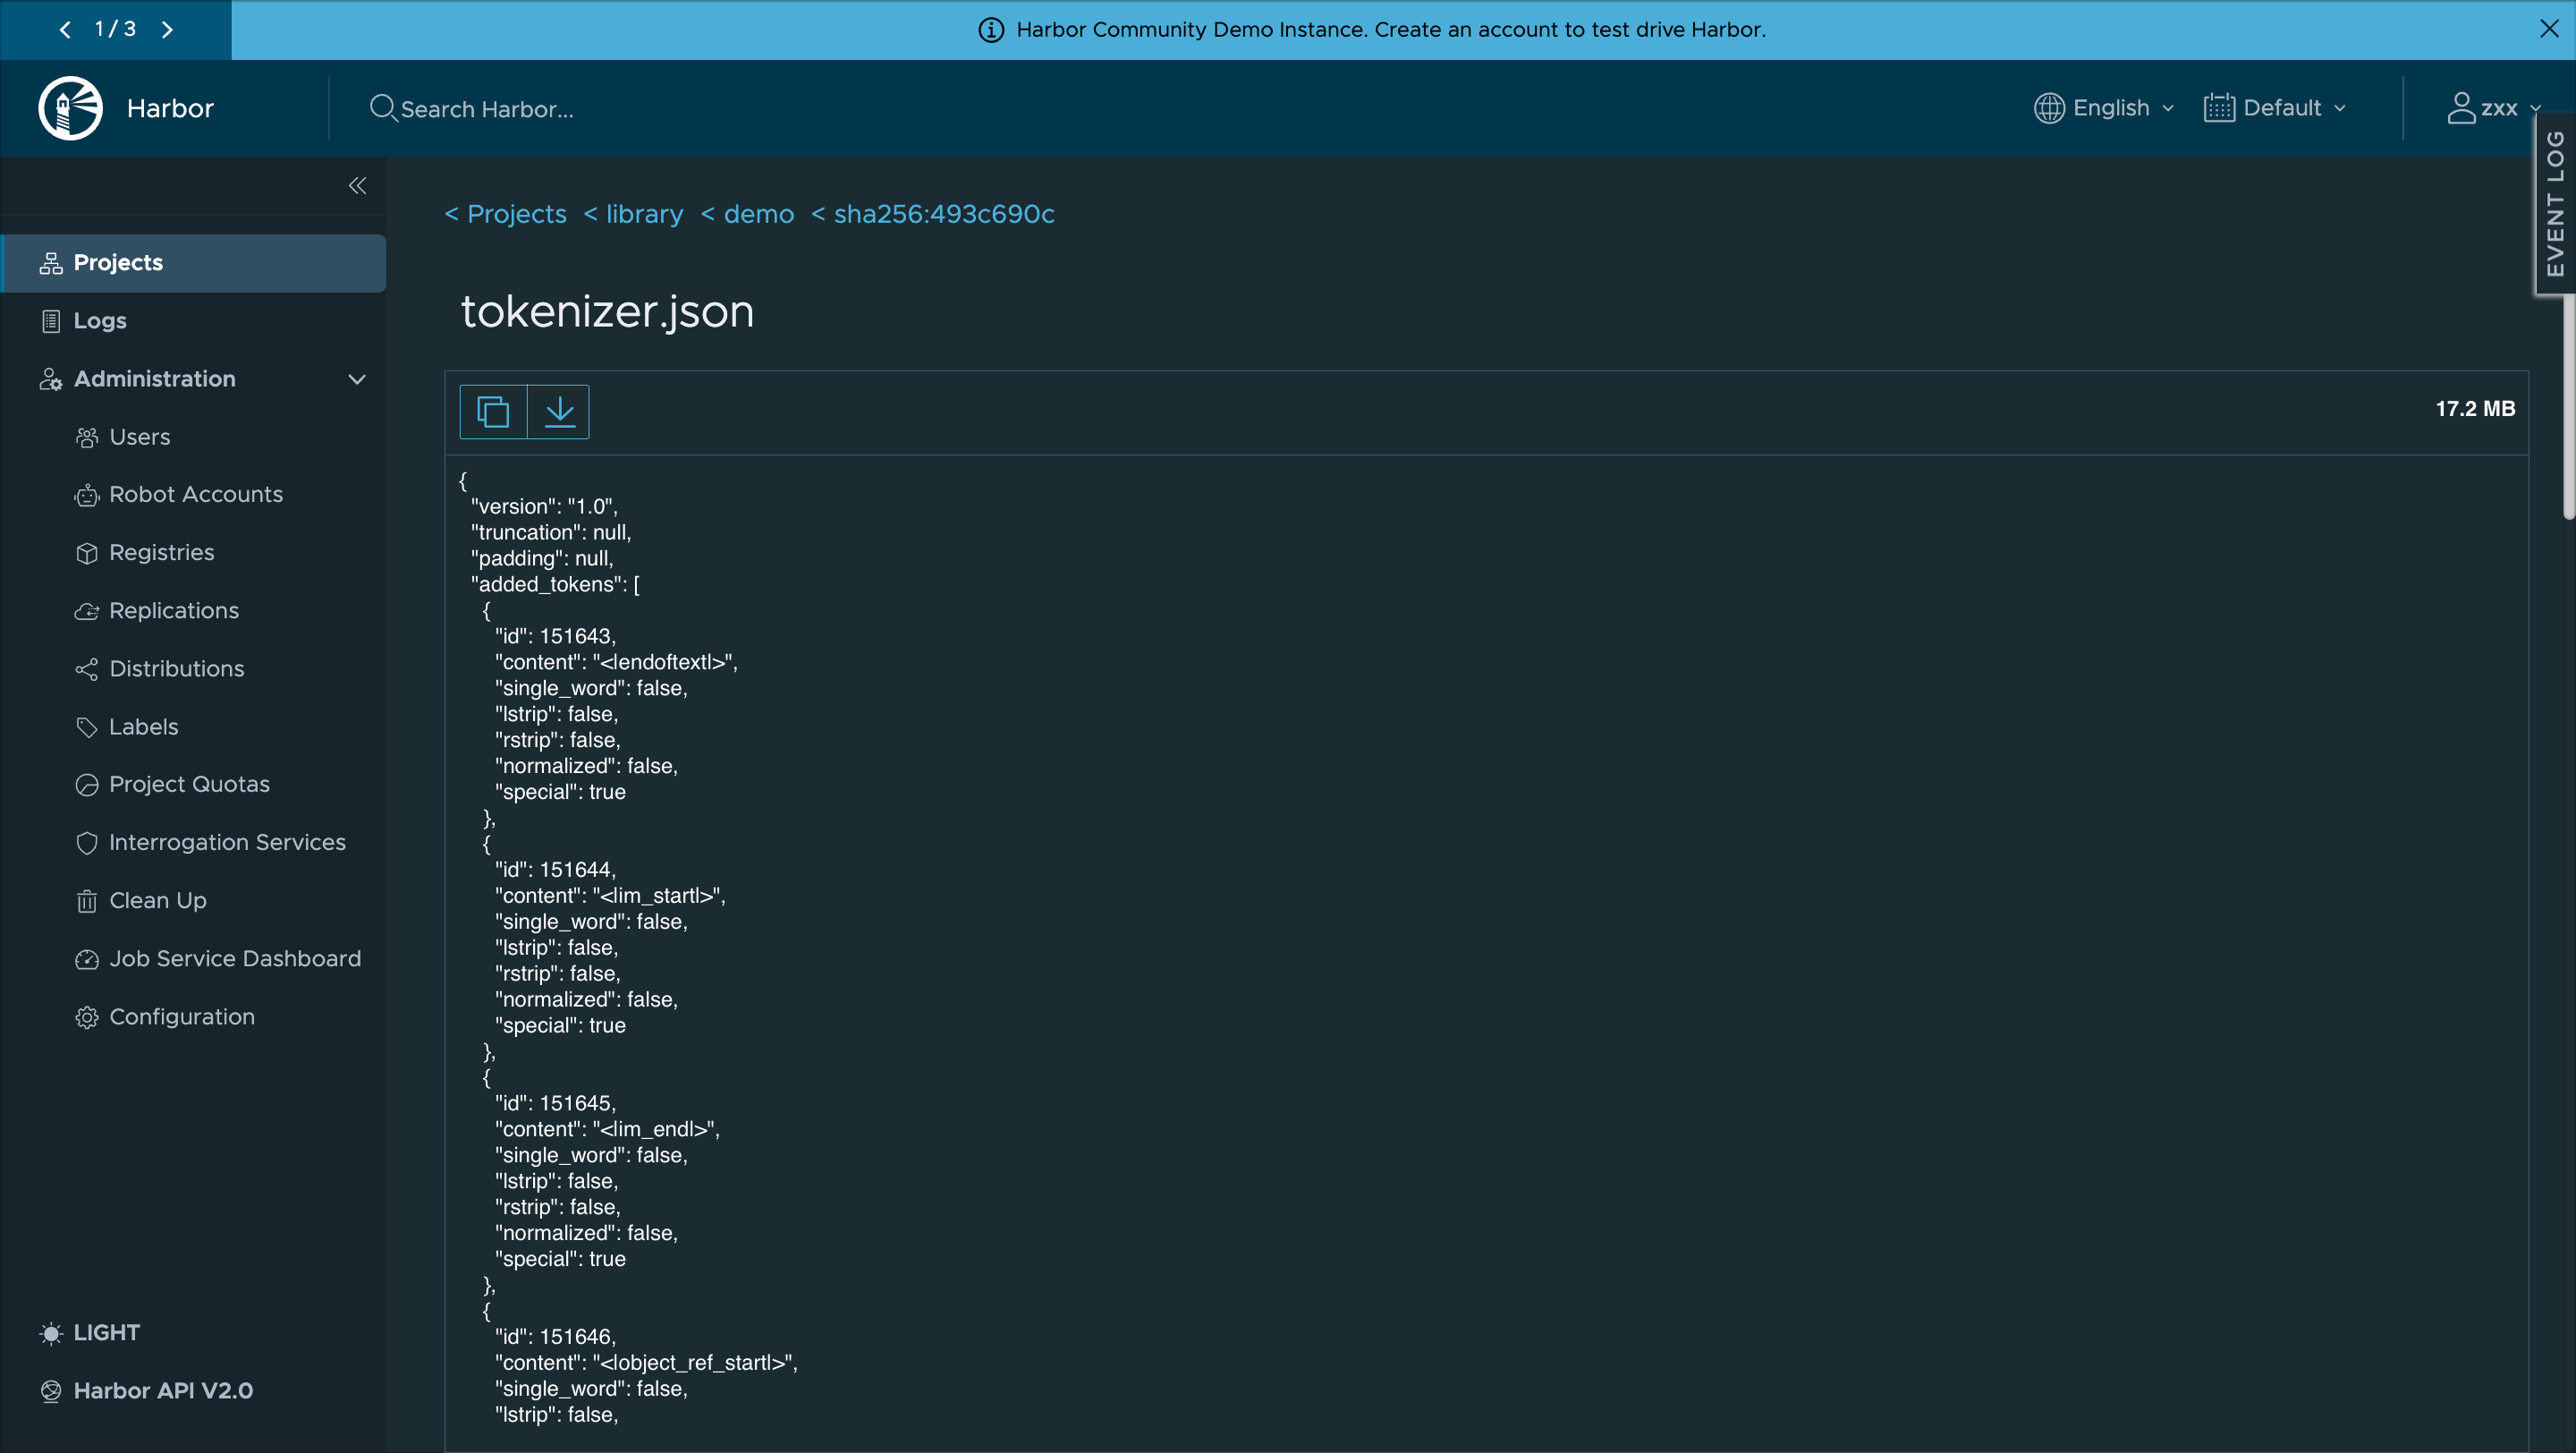 1 / 3
Harbor Community Demo Instance. Create an account to test drive Harbor.
Harbor
Search Harbor...
English
Default
zxx
EVENT LOG
Projects
Logs
Administration
Users
Robot Accounts
Registries
Replications
Distributions
Labels
Project Quotas
Interrogation Services
Clean Up
Job Service Dashboard
Configuration
LIGHT
Harbor API V2.0
< Projects < library < demo < sha256:493c690c
tokenizer.json
17.2 MB
{
"version": "1.0",
"truncation": null,
"padding": null,
"added_tokens": [
{
"id": 151643,
"content": "<|endoftext|>",
"single_word": false,
"lstrip": false,
"rstrip": false,
"normalized": false,
"special": true
},
{
"id": 151644,
"content": "<|im_start|>",
"single_word": false,
"lstrip": false,
"rstrip": false,
"normalized": false,
"special": true
},
{
"id": 151645,
"content": "<|im_end|>",
"single_word": false,
"lstrip": false,
"rstrip": false,
"normalized": false,
"special": true
},
{
"id": 151646,
"content": "<|object_ref_start|>",
"single_word": false,
"lstrip": false,